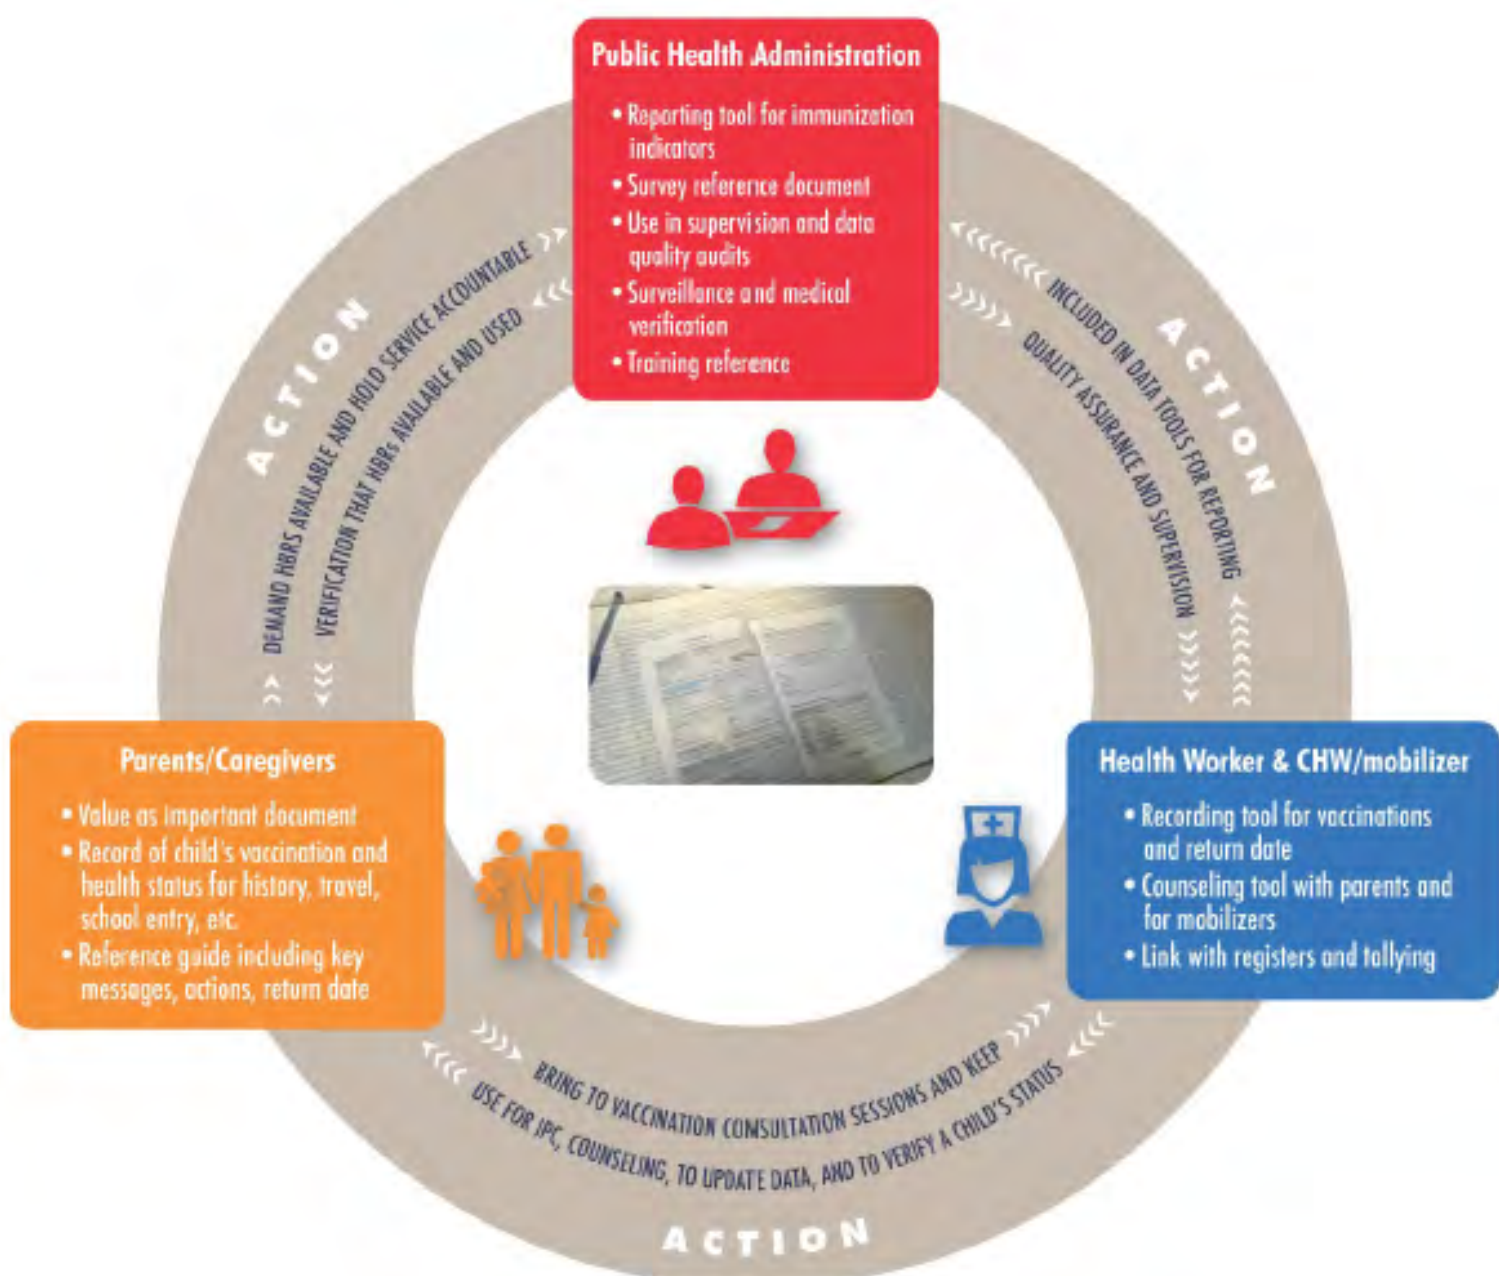 Public Health Administration
• Reporting tool for immunization
indicators
• Survey reference document
• Use in supervision and data
quality audits
• Surveillance and medical
verification
• Training reference
ACTION
DEMAND HBRS AVAILABLE AND HOLD SERVICE ACCOUNTABLE
VERIFICATION THAT HBRs AVAILABLE AND USED
ACTION
INCLUDED IN DATA TOOLS FOR REPORTING
QUALITY ASSURANCE AND SUPERVISION
Parents/Caregivers
• Value as important document
• Record of child's vaccination and
health status for history, travel,
school entry, etc.
• Reference guide including key
messages, actions, return date
Health Worker & CHW/mobilizer
• Recording tool for vaccinations
and return date
• Counseling tool with parents and
for mobilizers
• Link with registers and tallying
BRING TO VACCINATION CONSULTATION SESSIONS AND KEEP
USE FOR IPC, COUNSELING, TO UPDATE DATA, AND TO VERIFY A CHILD'S STATUS
ACTION